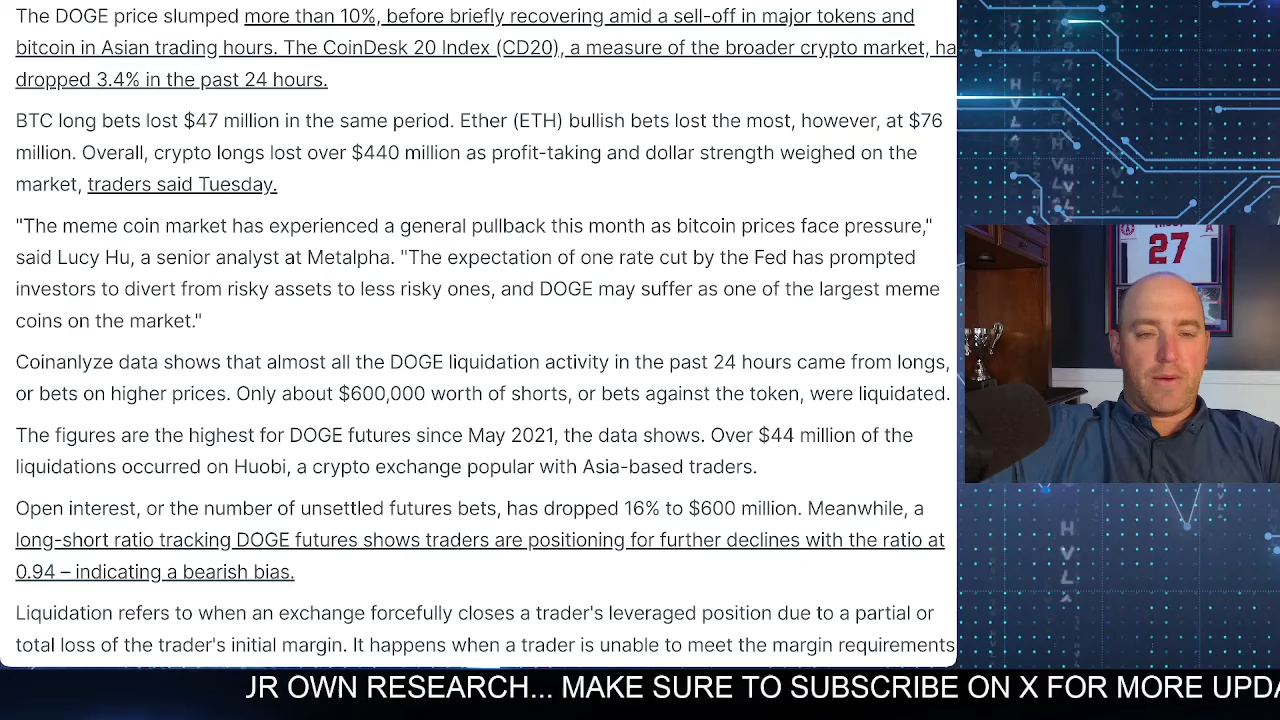 The DOGE price slumped more than 10%, before briefly recovering amid a sell-off in major tokens and
bitcoin in Asian trading hours. The CoinDesk 20 Index (CD20), a measure of the broader crypto market, ha
dropped 3.4% in the past 24 hours.
BTC long bets lost $47 million in the same period. Ether (ETH) bullish bets lost the most, however, at $76
million. Overall, crypto longs lost over $440 million as profit-taking and dollar strength weighed on the
market, traders said Tuesday.
"The meme coin market has experienced a general pullback this month as bitcoin prices face pressure,"
said Lucy Hu, a senior analyst at Metalpha. "The expectation of one rate cut by the Fed has prompted
investors to divert from risky assets to less risky ones, and DOGE may suffer as one of the largest meme
coins on the market."
Coinanlyze data shows that almost all the DOGE liquidation activity in the past 24 hours came from longs,
or bets on higher prices. Only about $600,000 worth of shorts, or bets against the token, were liquidated.
The figures are the highest for DOGE futures since May 2021, the data shows. Over $44 million of the
liquidations occurred on Huobi, a crypto exchange popular with Asia-based traders.
Open interest, or the number of unsettled futures bets, has dropped 16% to $600 million. Meanwhile, a
long-short ratio tracking DOGE futures shows traders are positioning for further declines with the ratio at
0.94 – indicating a bearish bias.
Liquidation refers to when an exchange forcefully closes a trader's leveraged position due to a partial or
total loss of the trader's initial margin. It happens when a trader is unable to meet the margin requirements
27
JR OWN RESEARCH... MAKE SURE TO SUBSCRIBE ON X FOR MORE UPDA